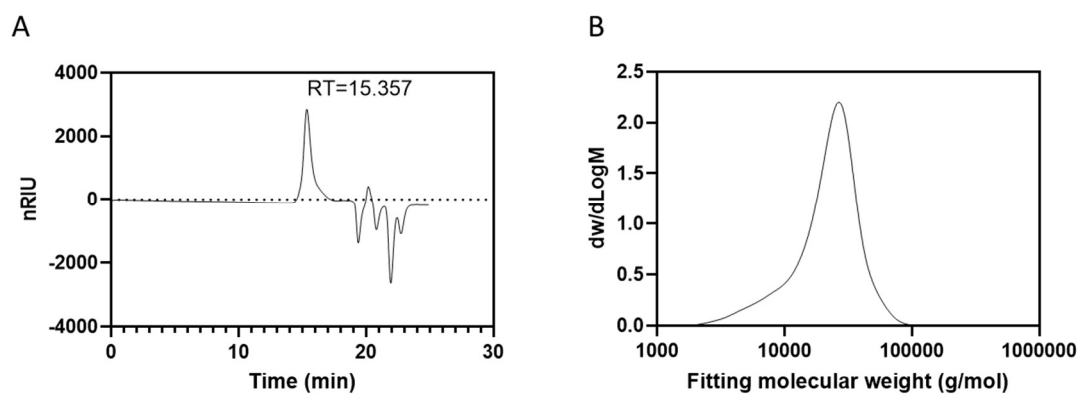 A
RT=15.357
4000
2000
0
-2000
-4000
nRIU
0
10
20
30
Time (min)
B
2.5
2.0
1.5
1.0
0.5
0.0
dw/dLogM
1000
10000
100000
1000000
Fitting molecular weight (g/mol)